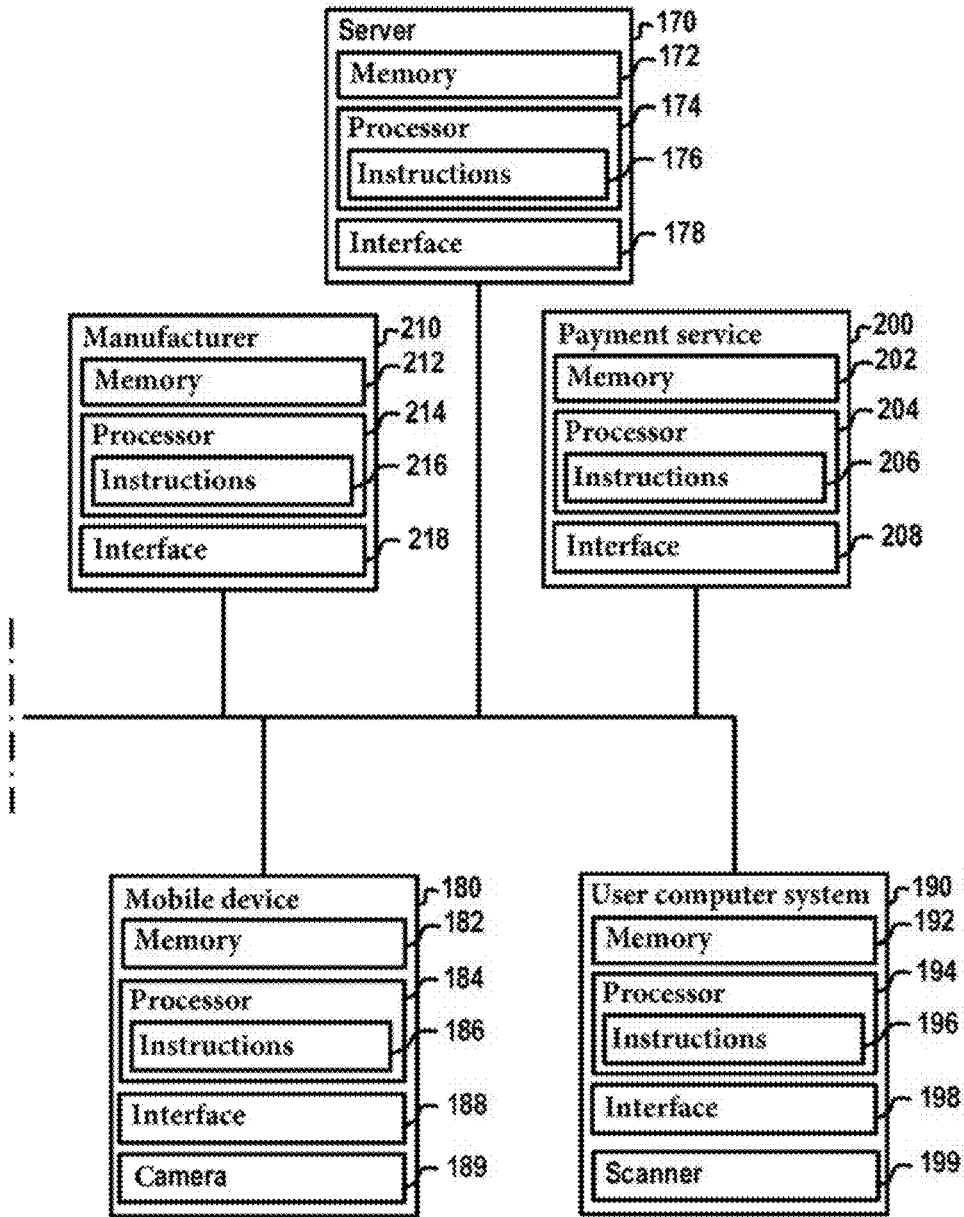 Server 170
Memory 172
Processor 174
Instructions 176
Interface 178
Manufacturer 210
Memory 212
Processor 214
Instructions 216
Interface 218
Payment service 200
Memory 202
Processor 204
Instructions 206
Interface 208
Mobile device 180
Memory 182
Processor 184
Instructions 186
Interface 188
Camera 189
User computer system 190
Memory 192
Processor 194
Instructions 196
Interface 198
Scanner 199